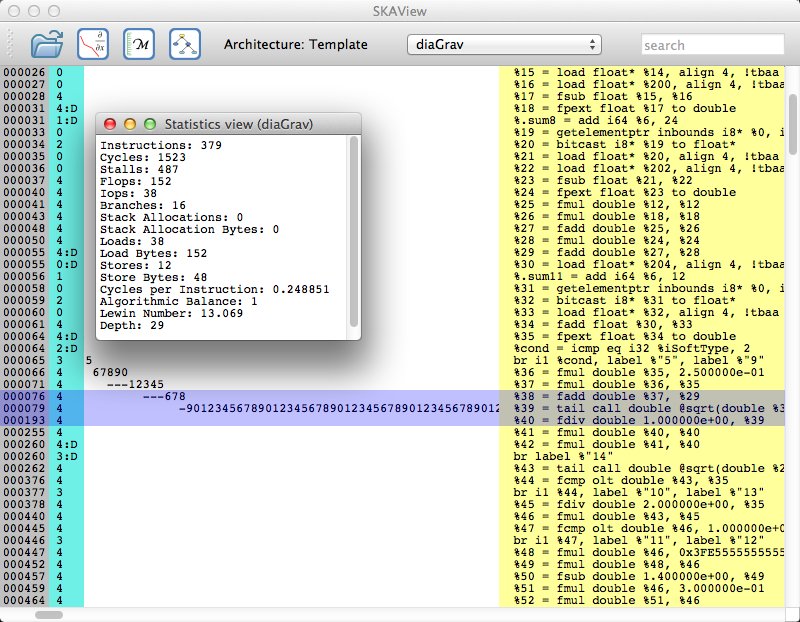 SKAView
Architecture: Template
diaGrav
search
000026 0 %15 = load float* %14, align 4, !tbaa
000027 0 %16 = load float* %200, align 4, !tbaa
000028 4 %17 = fsub float %15, %16
000031 4:D %18 = fpext float %17 to double
000031 1:D %.sum8 = add i64 %6, 24
000033 0 %19 = getelementptr inbounds i8* %0, i
000034 2 %20 = bitcast i8* %19 to float*
000035 0 %21 = load float* %20, align 4, !tbaa
000036 0 %22 = load float* %202, align 4, !tbaa
000037 4 %23 = fsub float %21, %22
000040 4 %24 = fpext float %23 to double
000041 4 %25 = fmul double %12, %12
000043 4 %26 = fmul double %18, %18
000048 4 %27 = fadd double %25, %26
000050 4 %28 = fmul double %24, %24
000055 4:D %29 = fadd double %27, %28
000055 0:D %30 = load float* %204, align 4, !tbaa
000056 1 %.sum11 = add i64 %6, 12
000058 0 %31 = getelementptr inbounds i8* %0, i
000059 2 %32 = bitcast i8* %31 to float*
000060 0 %33 = load float* %32, align 4, !tbaa
000061 4 %34 = fadd float %30, %33
000064 4:D %35 = fpext float %34 to double
000064 2:D %cond = icmp eq i32 %iSoftType, 2
000065 3 5 br i1 %cond, label %"5", label %"9"
000066 4 67890 %36 = fmul double %35, 2.500000e-01
000071 4 ---12345 %37 = fmul double %36, %35
000076 4 ---678 %38 = fadd double %37, %29
000079 4 -90123456789012345678901234567890123456789012 %39 = tail call double @sqrt(double %3
000193 4 %40 = fdiv double 1.000000e+00, %39
000255 4 %41 = fmul double %40, %40
000260 4:D %42 = fmul double %41, %40
000260 3:D br label %"14"
000262 4 %43 = tail call double @sqrt(double %2
000376 4 %44 = fcmp olt double %43, %35
000377 3 br i1 %44, label %"10", label %"13"
000378 4 %45 = fdiv double 2.000000e+00, %35
000440 4 %46 = fmul double %43, %45
000445 4 %47 = fcmp olt double %46, 1.000000e+0
000446 3 br i1 %47, label %"11", label %"12"
000447 4 %48 = fmul double %46, 0x3FE5555555555
000452 4 %49 = fmul double %48, %46
000457 4 %50 = fsub double 1.400000e+00, %49
000459 4 %51 = fmul double %46, 3.000000e-01
000464 4 %52 = fmul double %51, %46
Statistics view (diaGrav)
Instructions: 379
Cycles: 1523
Stalls: 487
Flops: 152
Iops: 38
Branches: 16
Stack Allocations: 0
Stack Allocation Bytes: 0
Loads: 38
Load Bytes: 152
Stores: 12
Store Bytes: 48
Cycles per Instruction: 0.248851
Algorithmic Balance: 1
Lewin Number: 13.069
Depth: 29